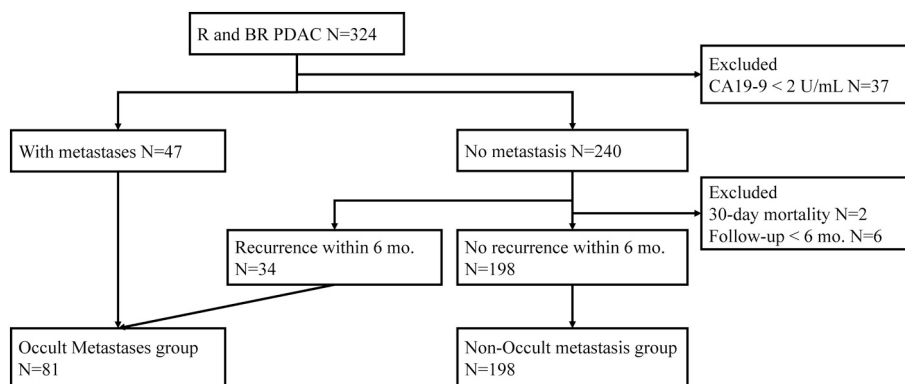 R and BR PDAC N=324
Excluded
CA19-9 < 2 U/mL N=37
With metastases N=47
No metastasis N=240
Excluded
30-day mortality N=2
Follow-up < 6 mo. N=6
Recurrence within 6 mo.
N=34
No recurrence within 6 mo.
N=198
Occult Metastases group
N=81
Non-Occult metastasis group
N=198